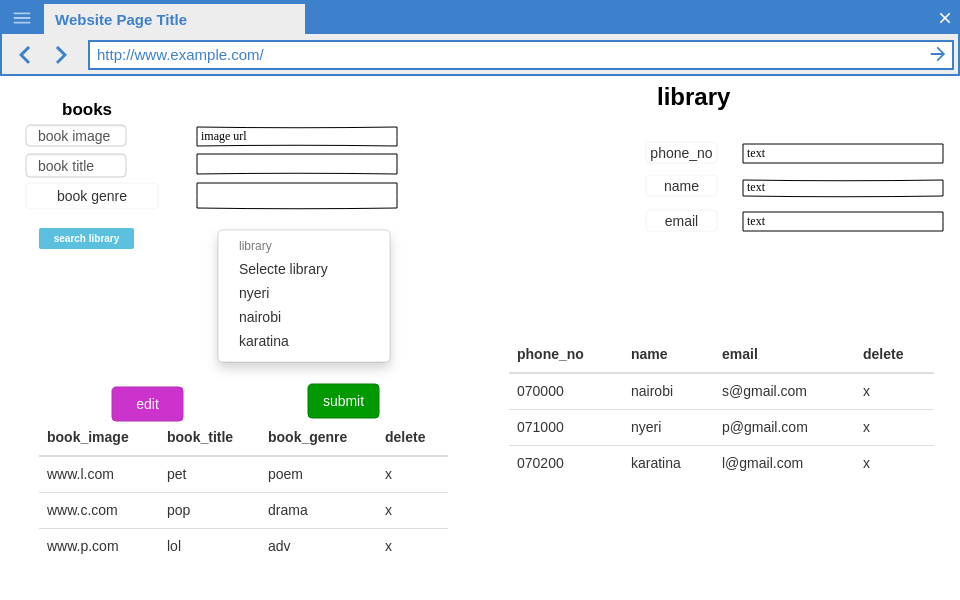 Website Page Title
http://www.example.com/
books
book image
image url
book title
book genre
search library
library
Selecte library
nyeri
nairobi
karatina
edit
submit
book_image book_title book_genre delete
www.l.com pet poem x
www.c.com pop drama x
www.p.com lol adv x
library
phone_no text
name text
email text
phone_no name email delete
070000 nairobi s@gmail.com x
071000 nyeri p@gmail.com x
070200 karatina l@gmail.com x